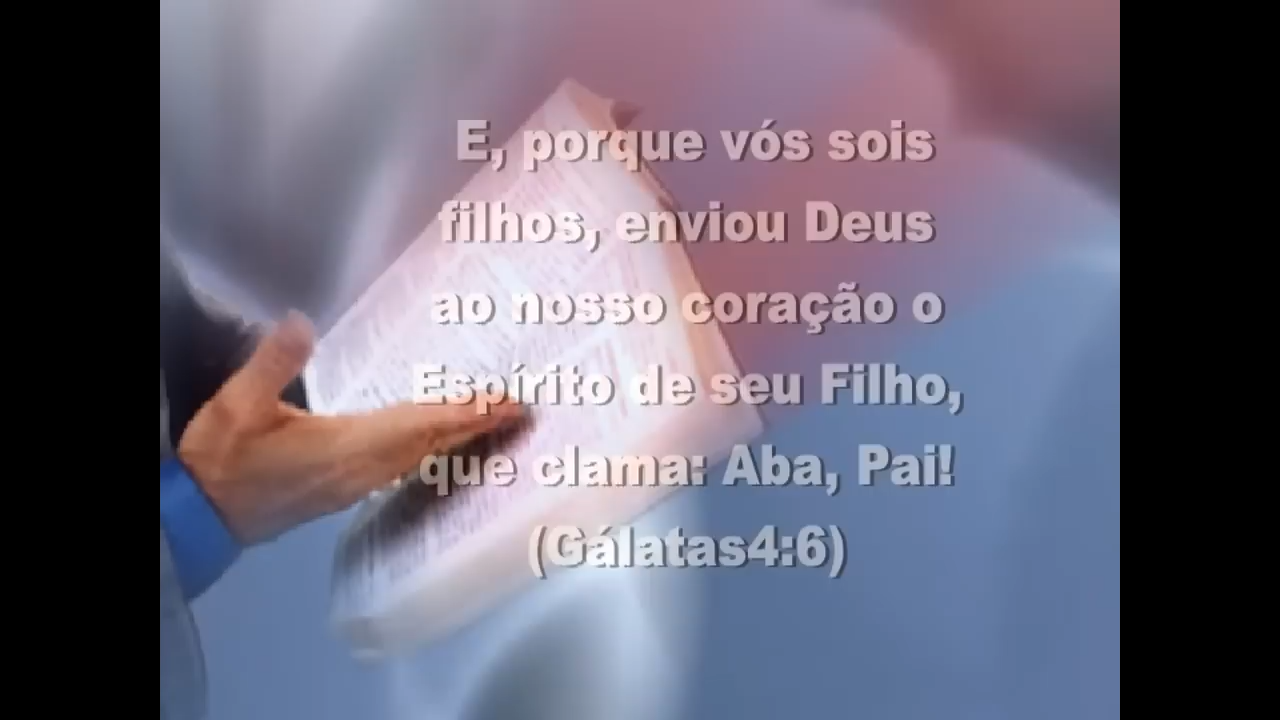 E, porque vós sois
filhos, enviou Deus
ao nosso coração o
Espírito de seu Filho,
que clama: Aba, Pai!
(Gálatas4:6)